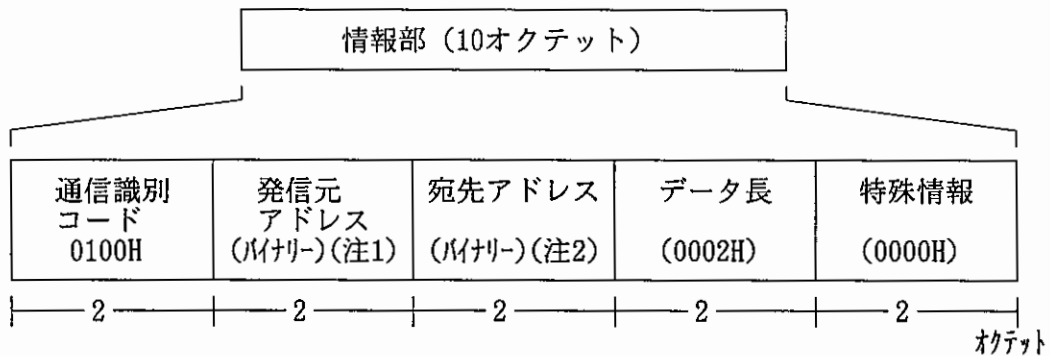 情報部(10オクテット)
通信識別
コード
0100H
発信元
アドレス
(バイナリー)(注1)
宛先アドレス
(バイナリー)(注2)
データ長
(0002H)
特殊情報
(0000H)
2 2 2 2 2
オクテット